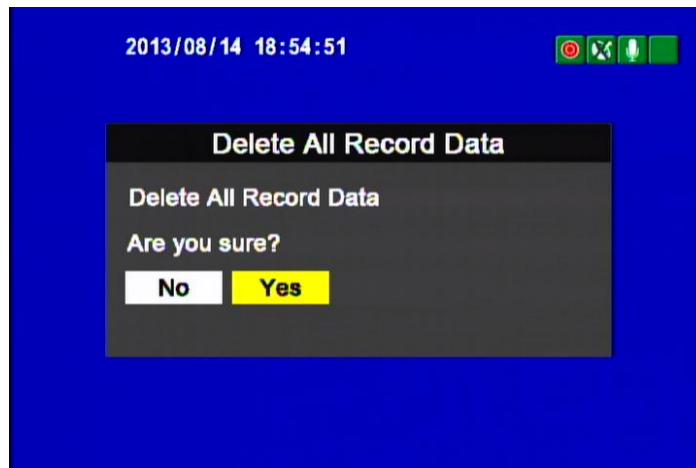 2013/08/14 18:54:51
Delete All Record Data
Delete All Record Data
Are you sure?
No Yes